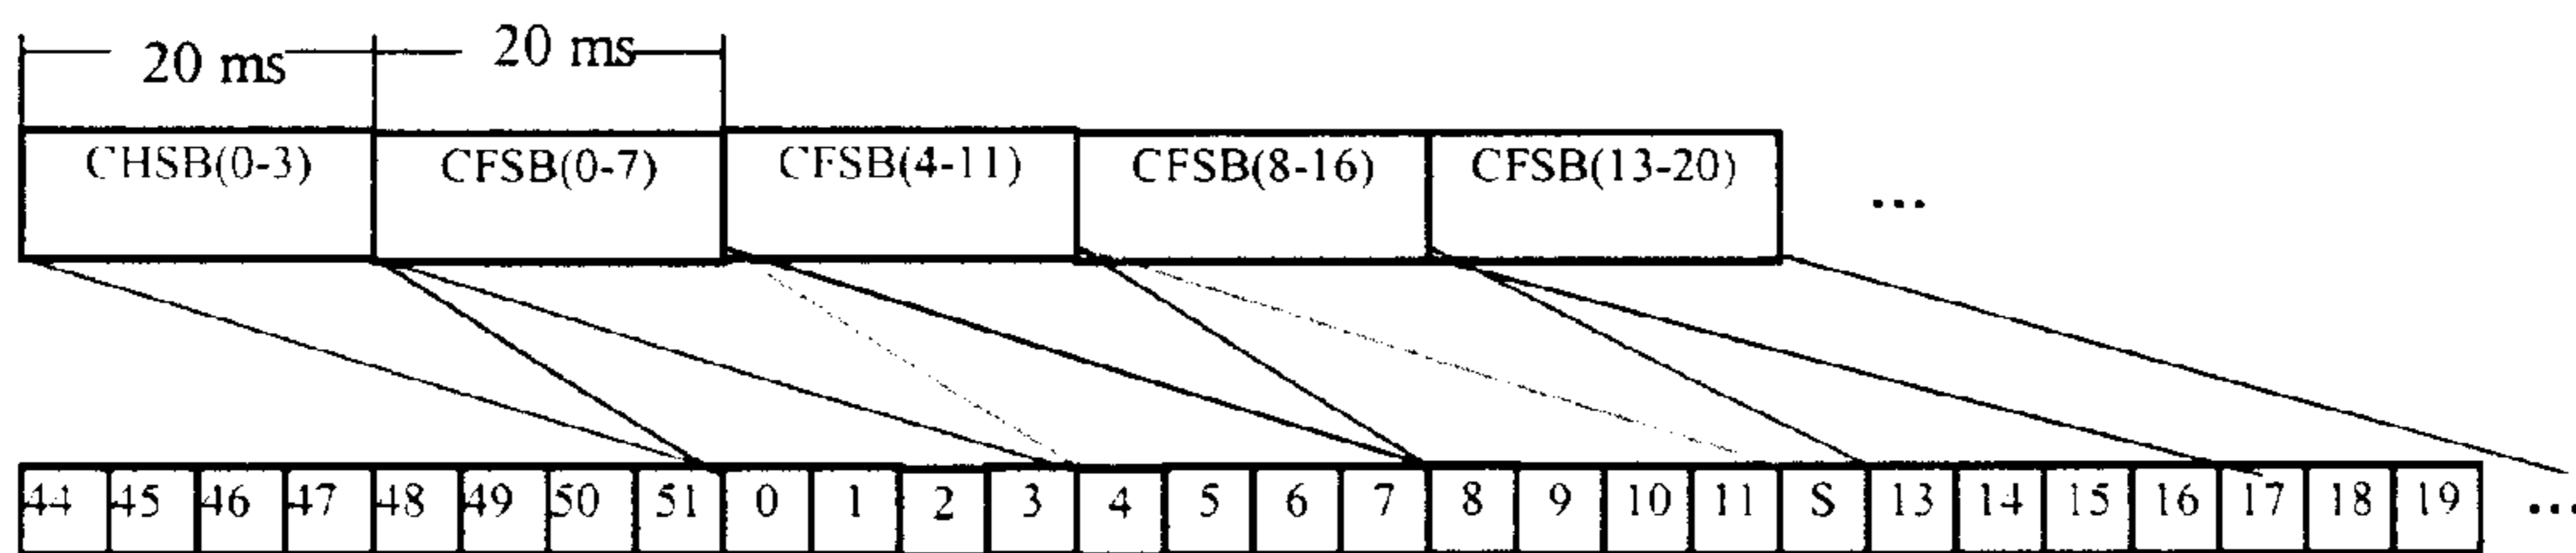 20 ms 20 ms
CHSB(0-3) CFSB(0-7) CFSB(4-11) CFSB(8-16) CFSB(13-20) ...
44 45 46 47 48 49 50 51 0 1 2 3 4 5 6 7 8 9 10 11 S 13 14 15 16 17 18 19 ...